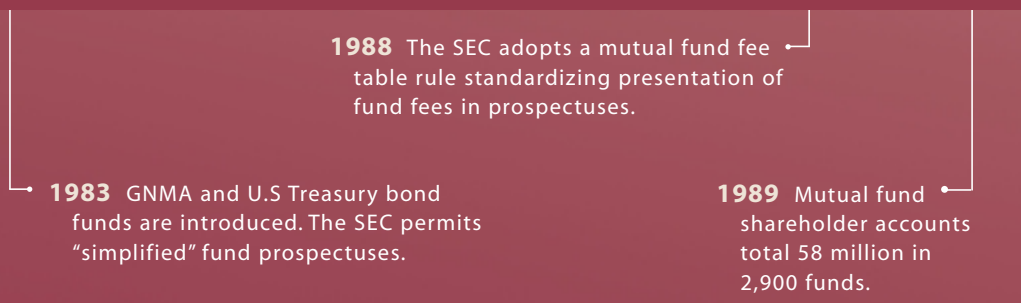 1988 The SEC adopts a mutual fund fee
table rule standardizing presentation of
fund fees in prospectuses.
1983 GNMA and U.S Treasury bond
funds are introduced. The SEC permits
“simplified” fund prospectuses.
1989 Mutual fund
shareholder accounts
total 58 million in
2,900 funds.